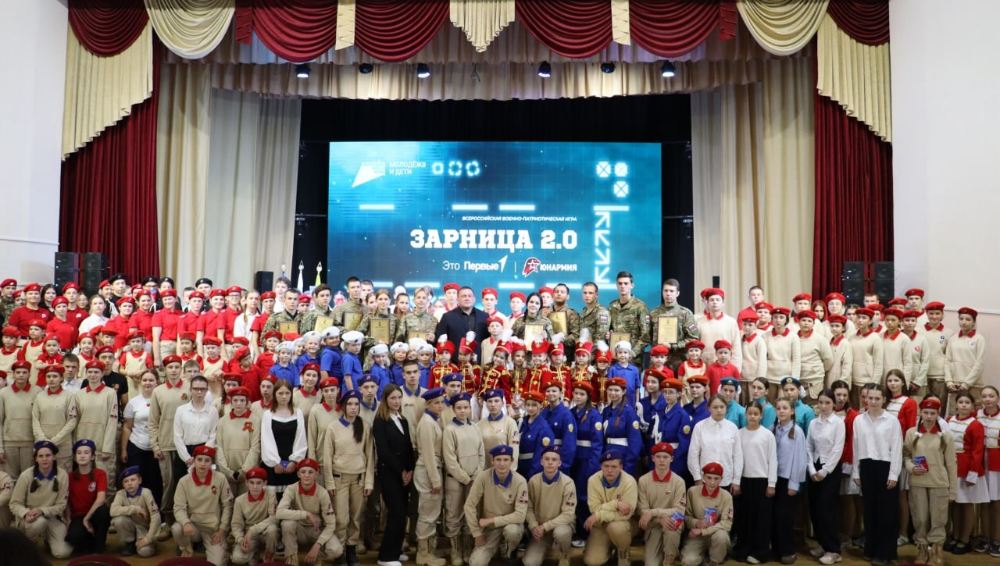 МОЛОДЁЖЬ
И ДЕТИ
ВСЕРОССИЙСКАЯ ВОЕННО-ПАТРИОТИЧЕСКАЯ ИГРА
ЗАРНИЦА 2.0
Это Первые
ЮНАРМИЯ